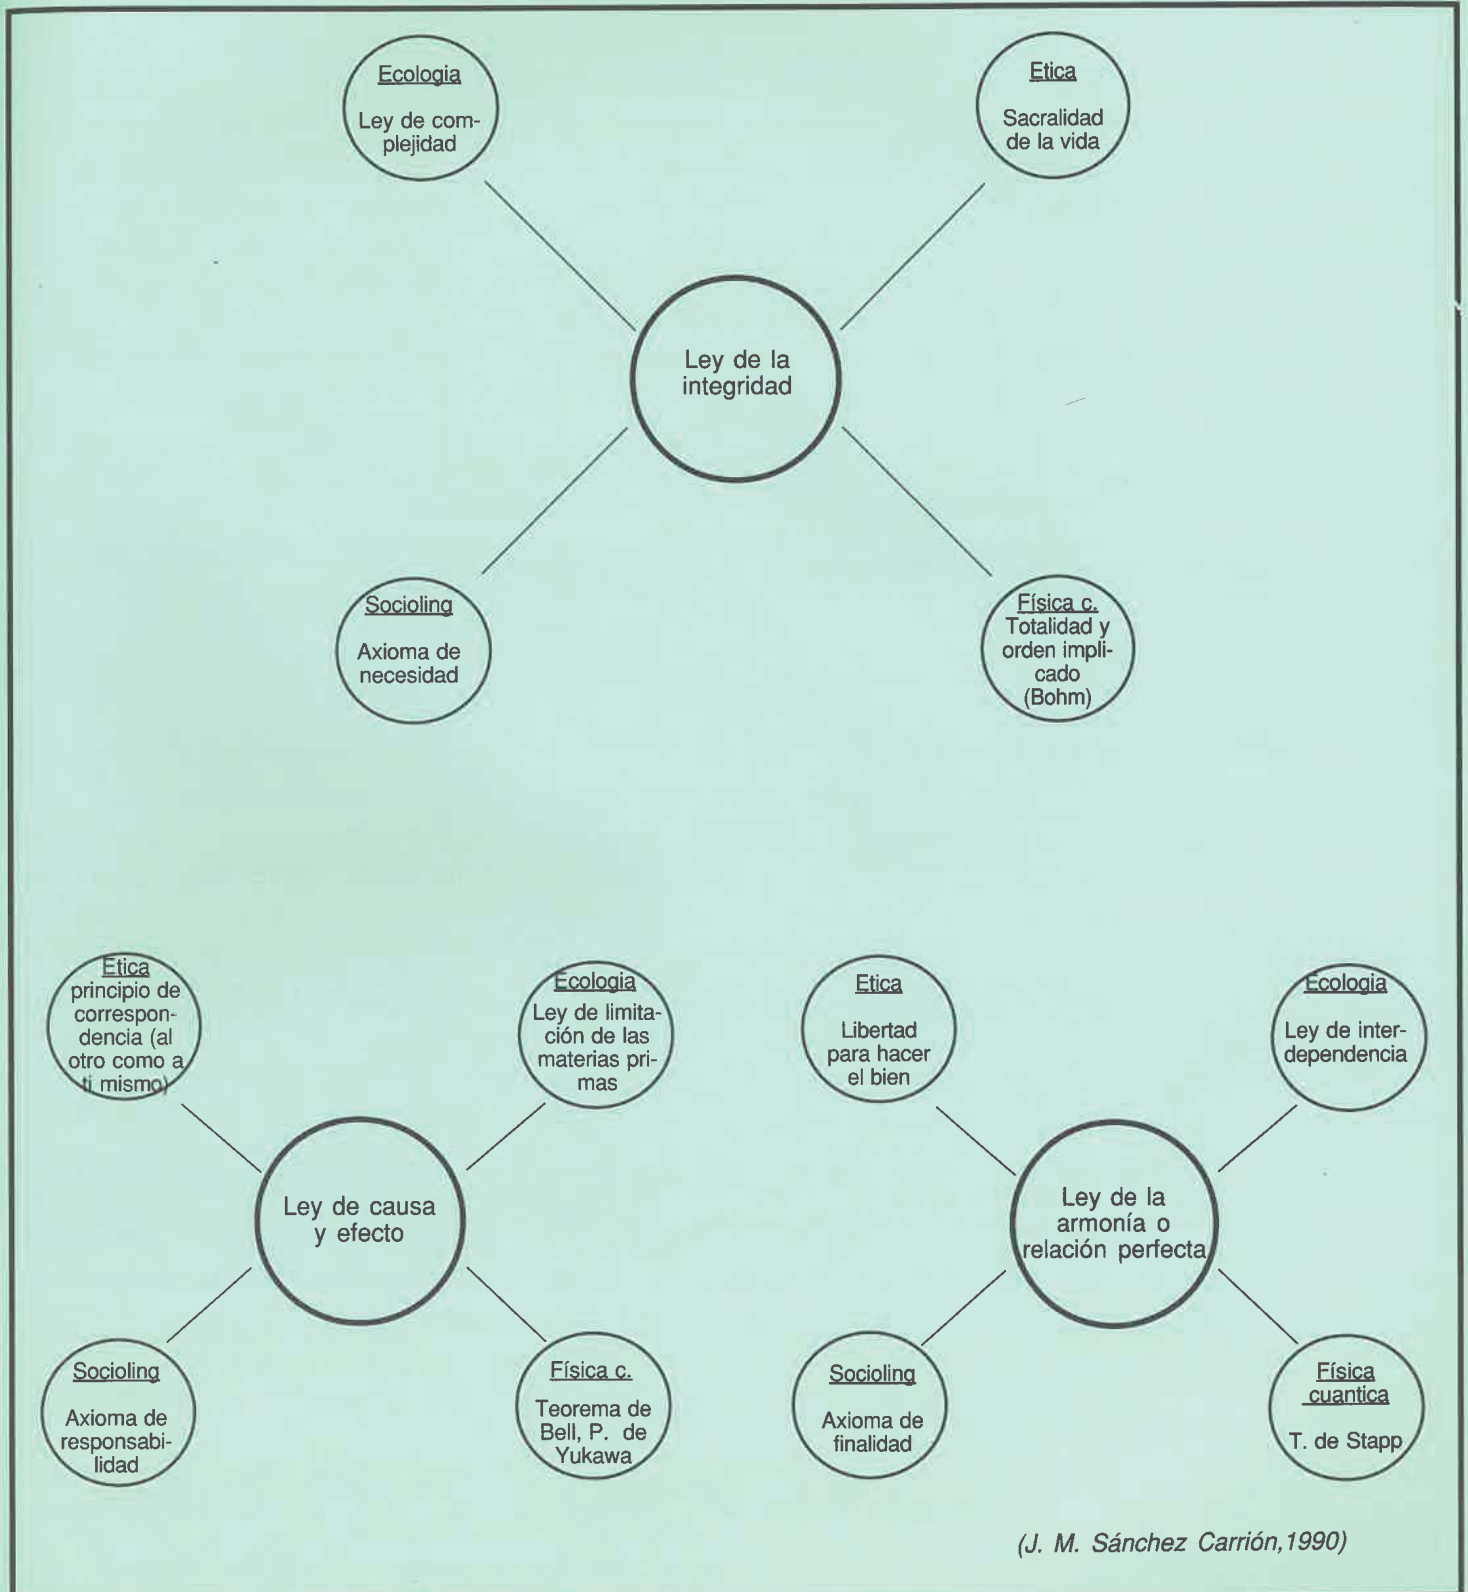 Ecologia
Ley de com-
plejidad
Etica
Sacralidad
de la vida
Ley de la
integridad
Socioling
Axioma de
necesidad
Física c.
Totalidad y
orden impli-
cado
(Bohm)
Etica
principio de
correspon-
dencia (al
otro como a
ti mismo)
Ecologia
Ley de limita-
ción de las
materias pri-
mas
Ley de causa
y efecto
Socioling
Axioma de
responsabi-
lidad
Física c.
Teorema de
Bell, P. de
Yukawa
Etica
Libertad
para hacer
el bien
Ecologia
Ley de inter-
dependencia
Ley de la
armonía o
relación perfecta
Socioling
Axioma de
finalidad
Física
cuantica
T. de Stapp
(J. M. Sánchez Carrión,1990)